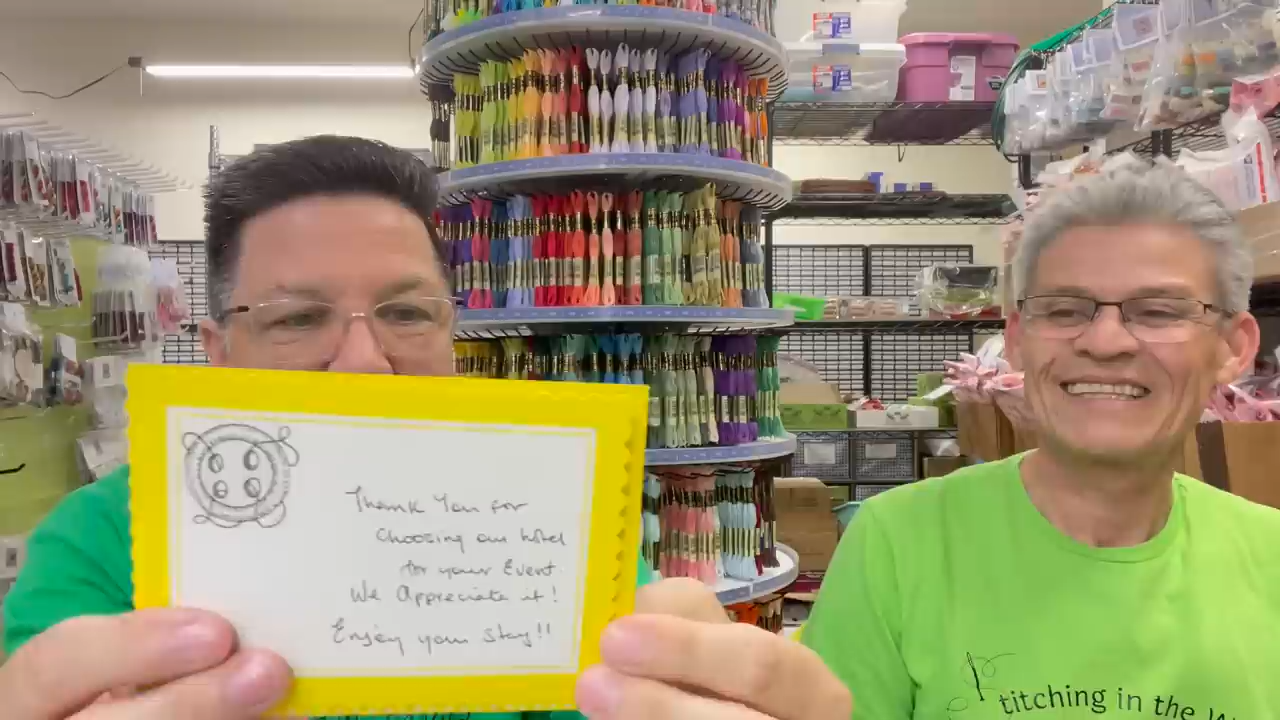 Thank You for
Choosing our hotel
for your Event.
We Appreciate it!
Enjoy your Stay!!
titching in the W